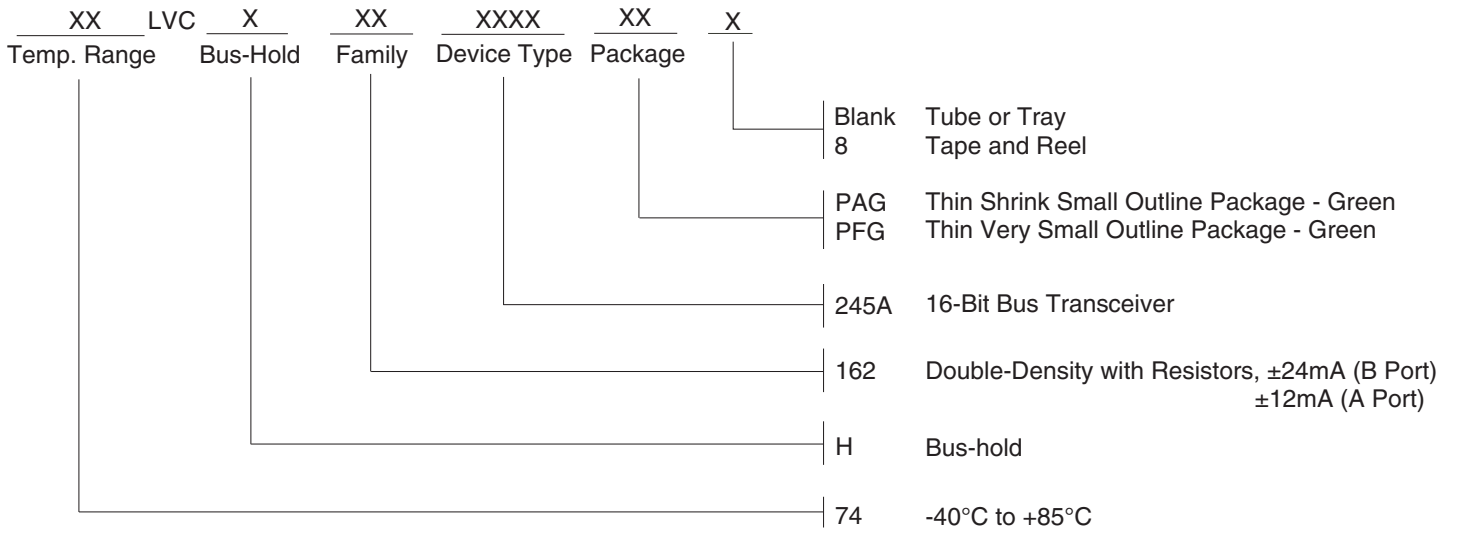 XX LVC X XX XXXX XX X
Temp. Range Bus-Hold Family Device Type Package
Blank Tube or Tray
8 Tape and Reel
PAG Thin Shrink Small Outline Package - Green
PFG Thin Very Small Outline Package - Green
245A 16-Bit Bus Transceiver
162 Double-Density with Resistors, ±24mA (B Port)
±12mA (A Port)
H Bus-hold
74 -40°C to +85°C